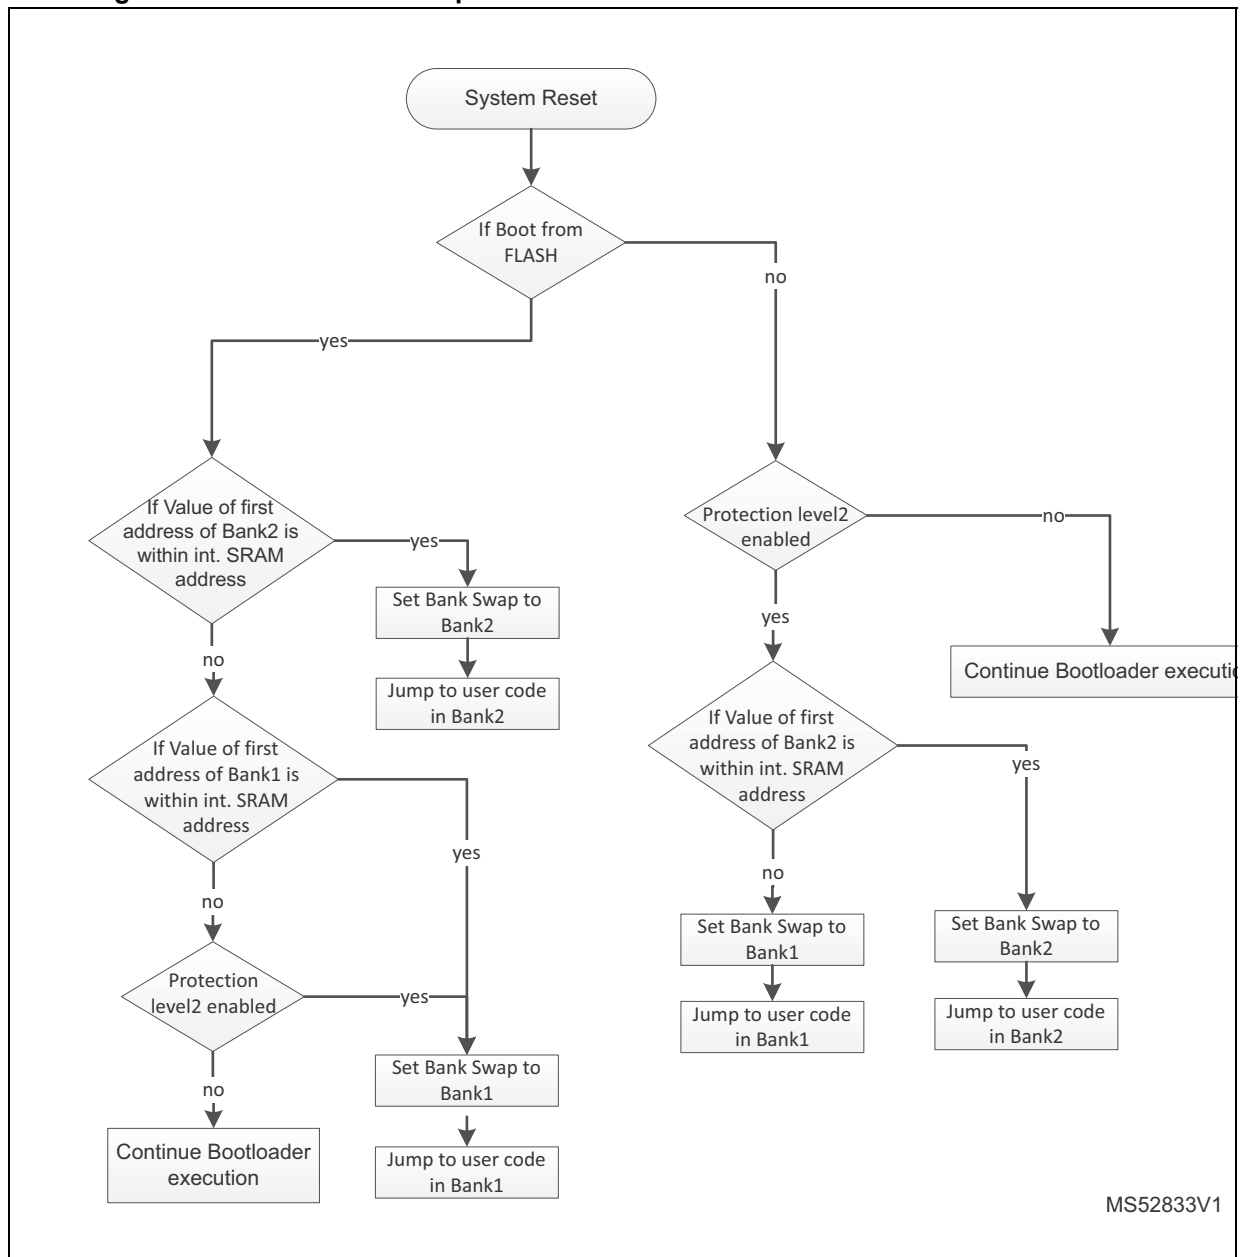 System Reset
If Boot from
FLASH
no
yes
If Value of first
address of Bank2 is
within int. SRAM
address
yes
Set Bank Swap to
Bank2
Jump to user code
in Bank2
no
If Value of first
address of Bank1 is
within int. SRAM
address
yes
no
Protection
level2 enabled
yes
Set Bank Swap to
Bank1
Jump to user code
in Bank1
no
Continue Bootloader
execution
Protection level2
enabled
no
Continue Bootloader executio
yes
If Value of first
address of Bank2 is
within int. SRAM
address
yes
no
Set Bank Swap to
Bank1
Jump to user code
in Bank1
Set Bank Swap to
Bank2
Jump to user code
in Bank2
MS52833V1